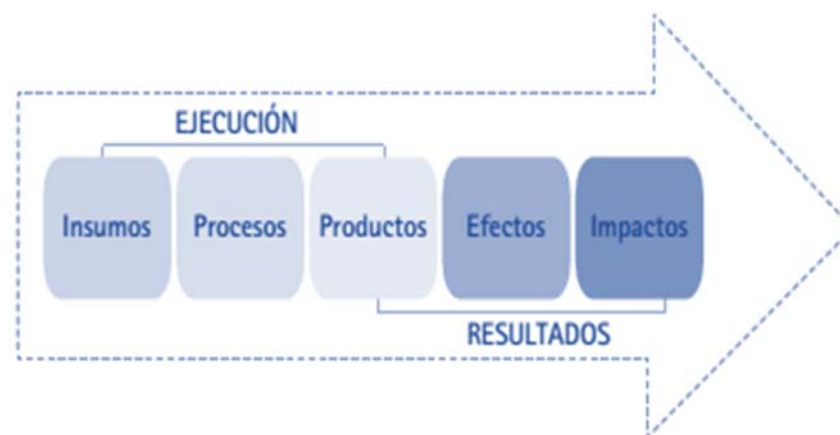 EJECUCIÓN
Insumos Procesos Productos Efectos Impactos
RESULTADOS